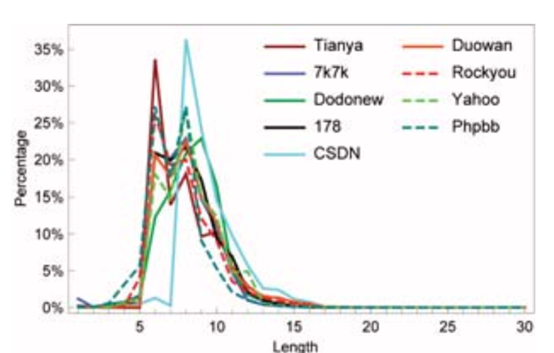 35%
30%
25%
20%
15%
10%
5%
0%
Percentage
Tianya
7k7k
Dodonew
178
CSDN
Duowan
Rockyou
Yahoo
Phpbb
5 10 15 20 25 30
Length